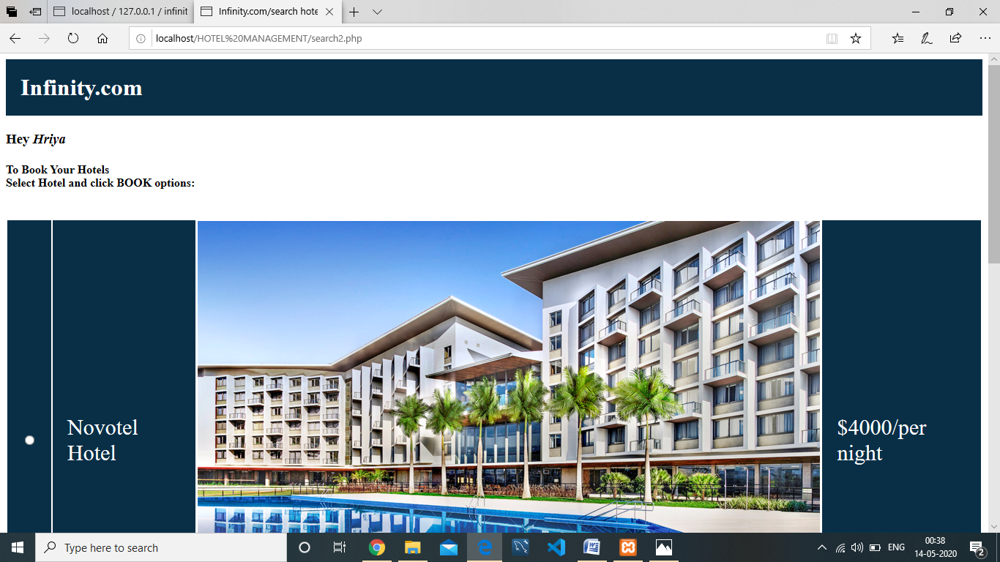 localhost / 127.0.0.1 / infinit
Infinity.com/search hote
localhost/HOTEL%20MANAGEMENT/search2.php
Infinity.com
Hey Hriya
To Book Your Hotels
Select Hotel and click BOOK options:
Novotel
Hotel
$4000/per
night
Type here to search
ENG
00:38
14-05-2020
2